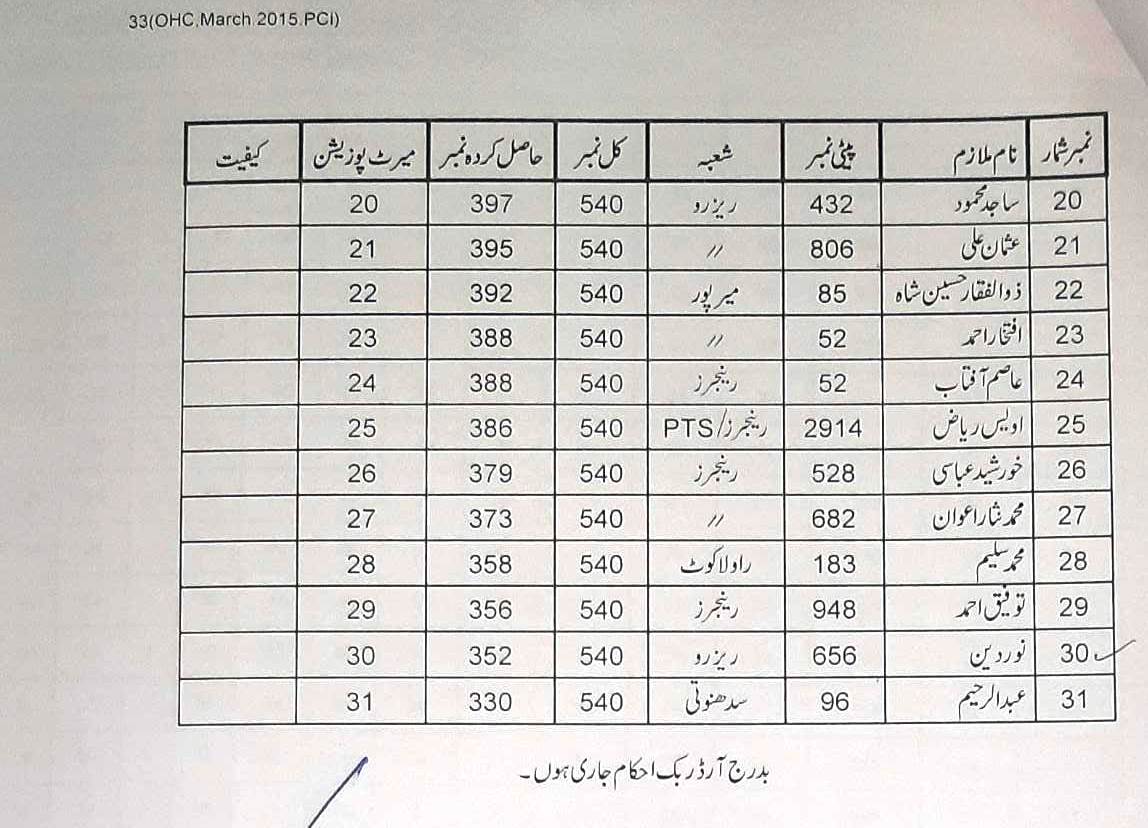 33(OHC,March.2015.PCI)
نمبر شمار نام ملازم پیٹی نمبر شعبہ کل نمبر حاصل کردہ نمبر میرٹ پوزیشن کیفیت
20 ساجد محمود 432 ریزرو 540 397 20
21 عثمان علی 806 // 540 395 21
22 ذوالفقار حسین شاہ 85 میرپور 540 392 22
23 افتخار احمد 52 // 540 388 23
24 عاصم آفتاب 52 رینجرز 540 388 24
25 اویس ریاض 2914 رینجرز/PTS 540 386 25
26 خورشید عباسی 528 رینجرز 540 379 26
27 محمد نثار اعوان 682 // 540 373 27
28 محمد سلیم 183 راولاکوٹ 540 358 28
29 توفیق احمد 948 رینجرز 540 356 29
30 نوردین 656 ریزرو 540 352 30
31 عبدالرحیم 96 سدھنوتی 540 330 31
بدرج آرڈر بک احکام جاری ہوں۔